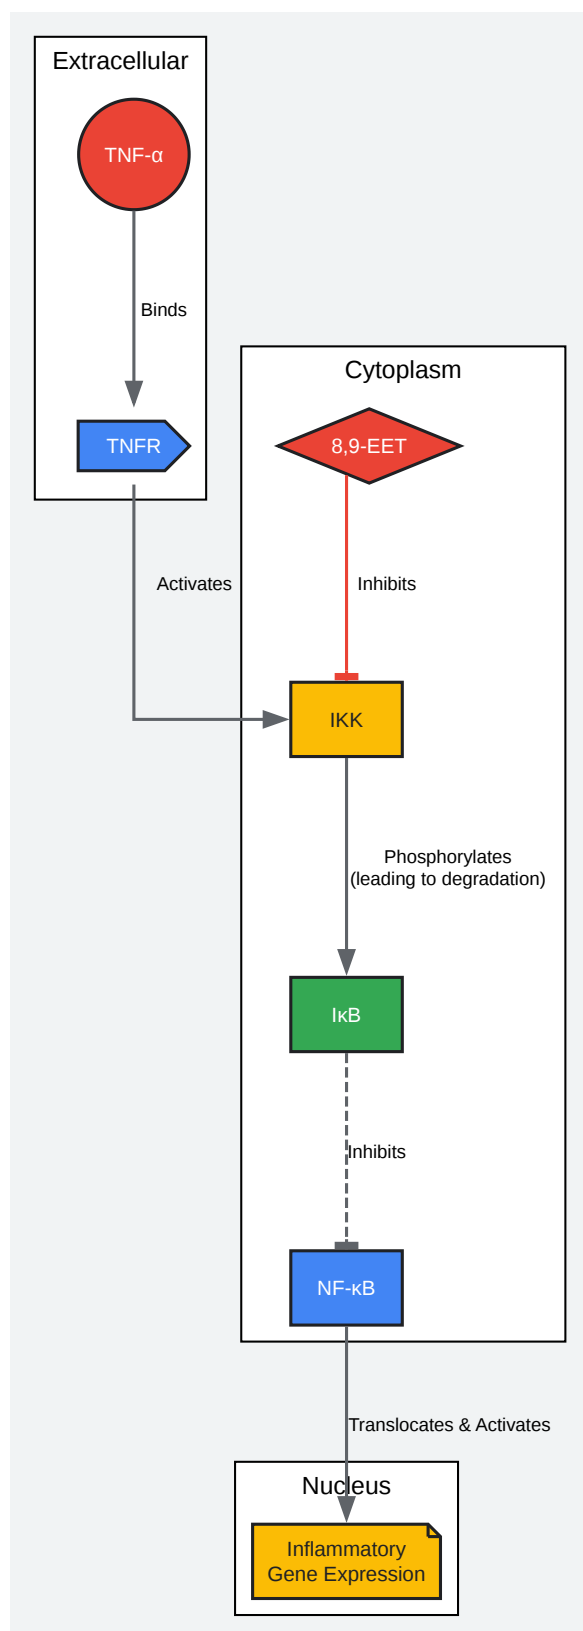 Extracellular
TNF-α
Binds
TNFR
Cytoplasm
8,9-EET
Activates
Inhibits
IKK
Phosphorylates
(leading to degradation)
IκB
Inhibits
NF-κB
Translocates & Activates
Nucleus
Inflammatory
Gene Expression